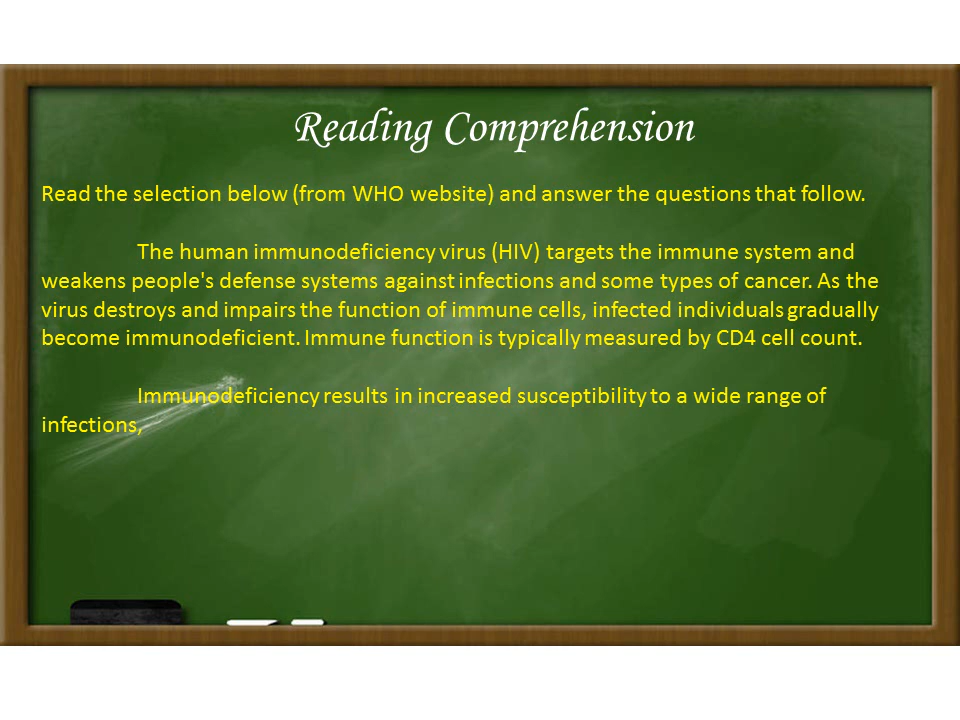 Reading Comprehension
Read the selection below (from WHO website) and answer the questions that follow.
The human immunodeficiency virus (HIV) targets the immune system and
weakens people's defense systems against infections and some types of cancer. As the
virus destroys and impairs the function of immune cells, infected individuals gradually
become immunodeficient. Immune function is typically measured by CD4 cell count.
Immunodeficiency results in increased susceptibility to a wide range of
infections,